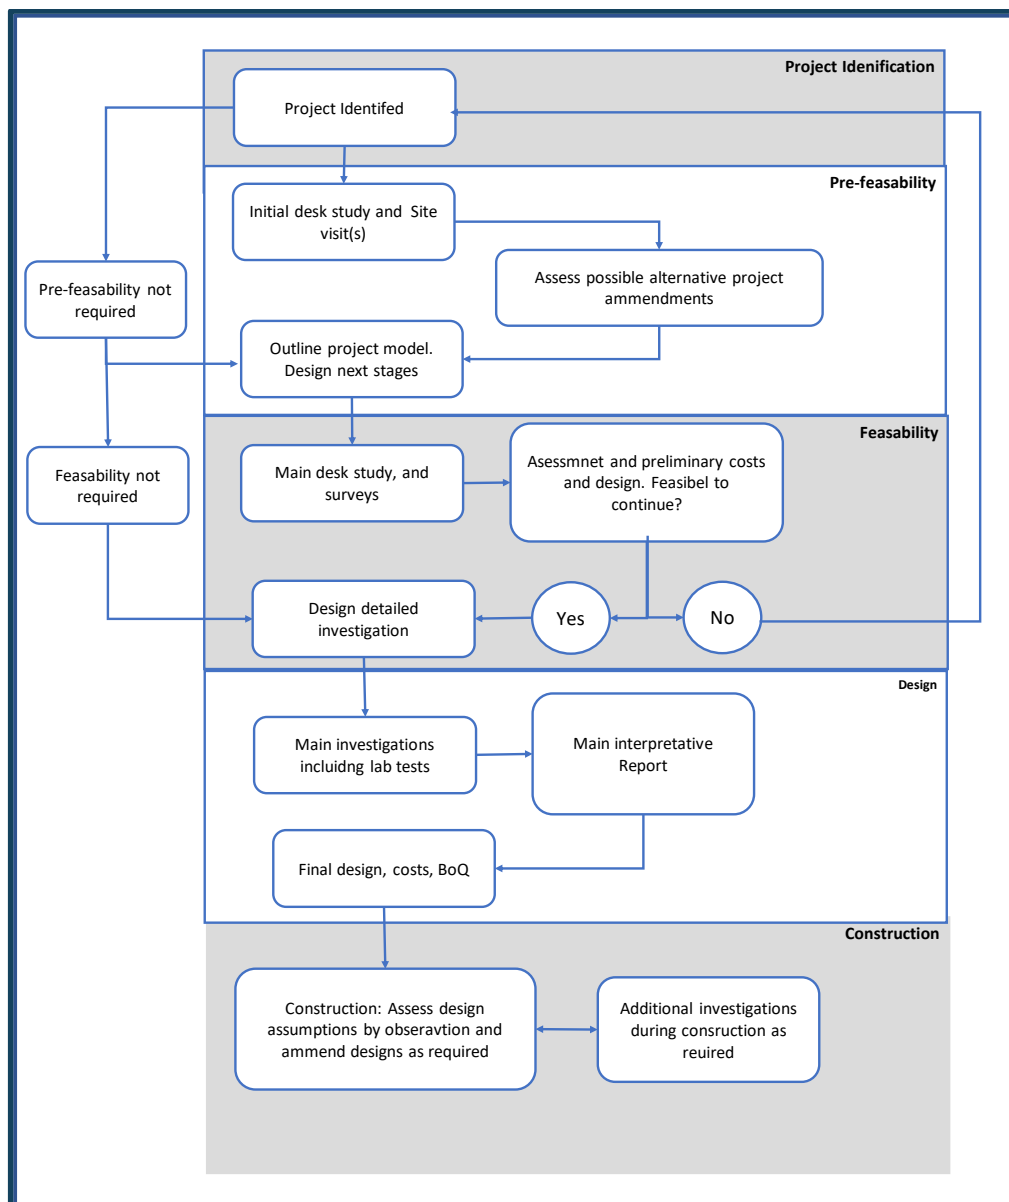 Project Idenification
Project Identifed
Pre-feasability
Initial desk study and Site
visit(s)
Assess possible alternative project
ammendments
Pre-feasability not
required
Outline project model.
Design next stages
Feasability
Main desk study, and
surveys
Asessmnet and preliminary costs
and design. Feasibel to
continue?
Feasability not
required
Design detailed
investigation
Yes
No
Design
Main investigations
incluidng lab tests
Main interpretative
Report
Final design, costs, BoQ
Construction
Construction: Assess design
assumptions by obseravtion and
ammend designs as required
Additional investigations
during consruction as
reuired